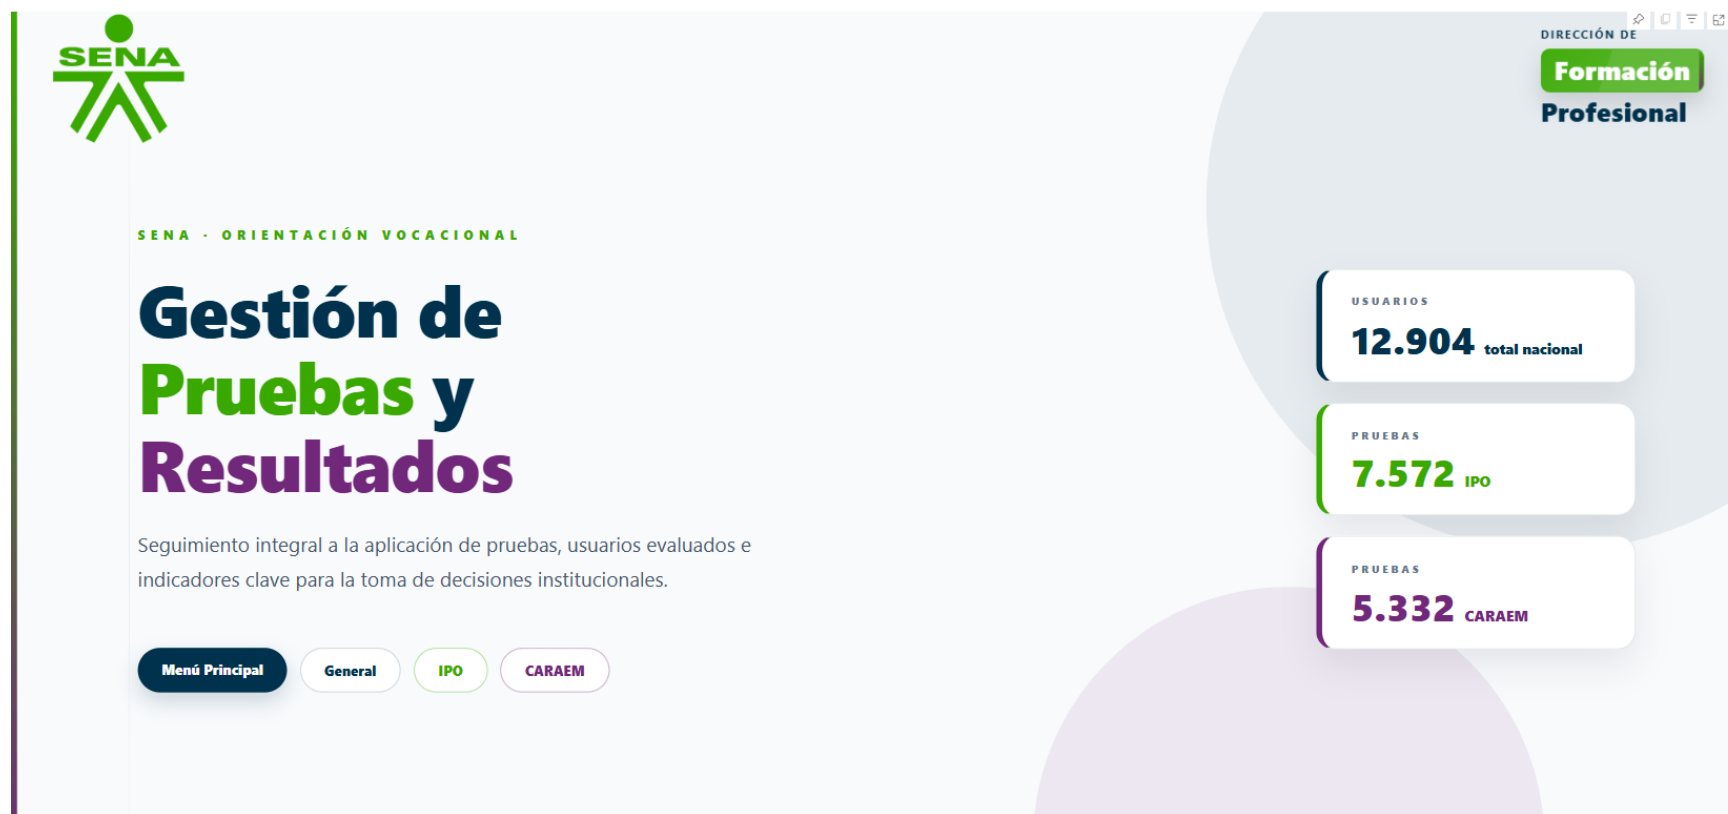 SENA
DIRECCIÓN DE
Formación
Profesional
SENA · ORIENTACIÓN VOCACIONAL
Gestión de
Pruebas y
Resultados
Seguimiento integral a la aplicación de pruebas, usuarios evaluados e
indicadores clave para la toma de decisiones institucionales.
Menú Principal
General
IPO
CARAEM
USUARIOS
12.904 total nacional
PRUEBAS
7.572 IPO
PRUEBAS
5.332 CARAEM